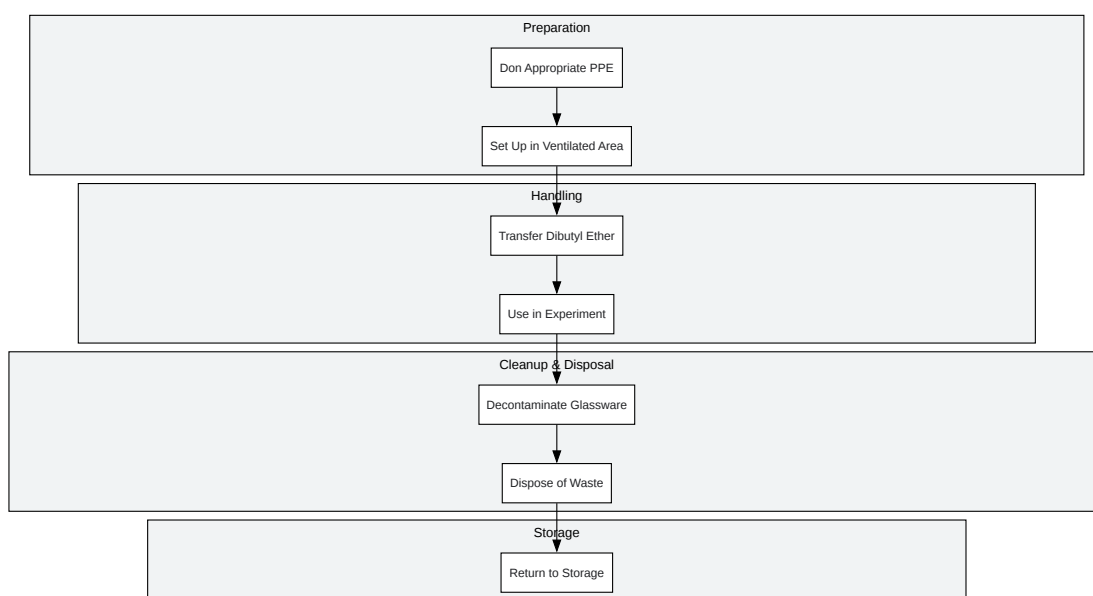 Preparation
Don Appropriate PPE
Set Up in Ventilated Area
Handling
Transfer Dibutyl Ether
Use in Experiment
Cleanup & Disposal
Decontaminate Glassware
Dispose of Waste
Storage
Return to Storage